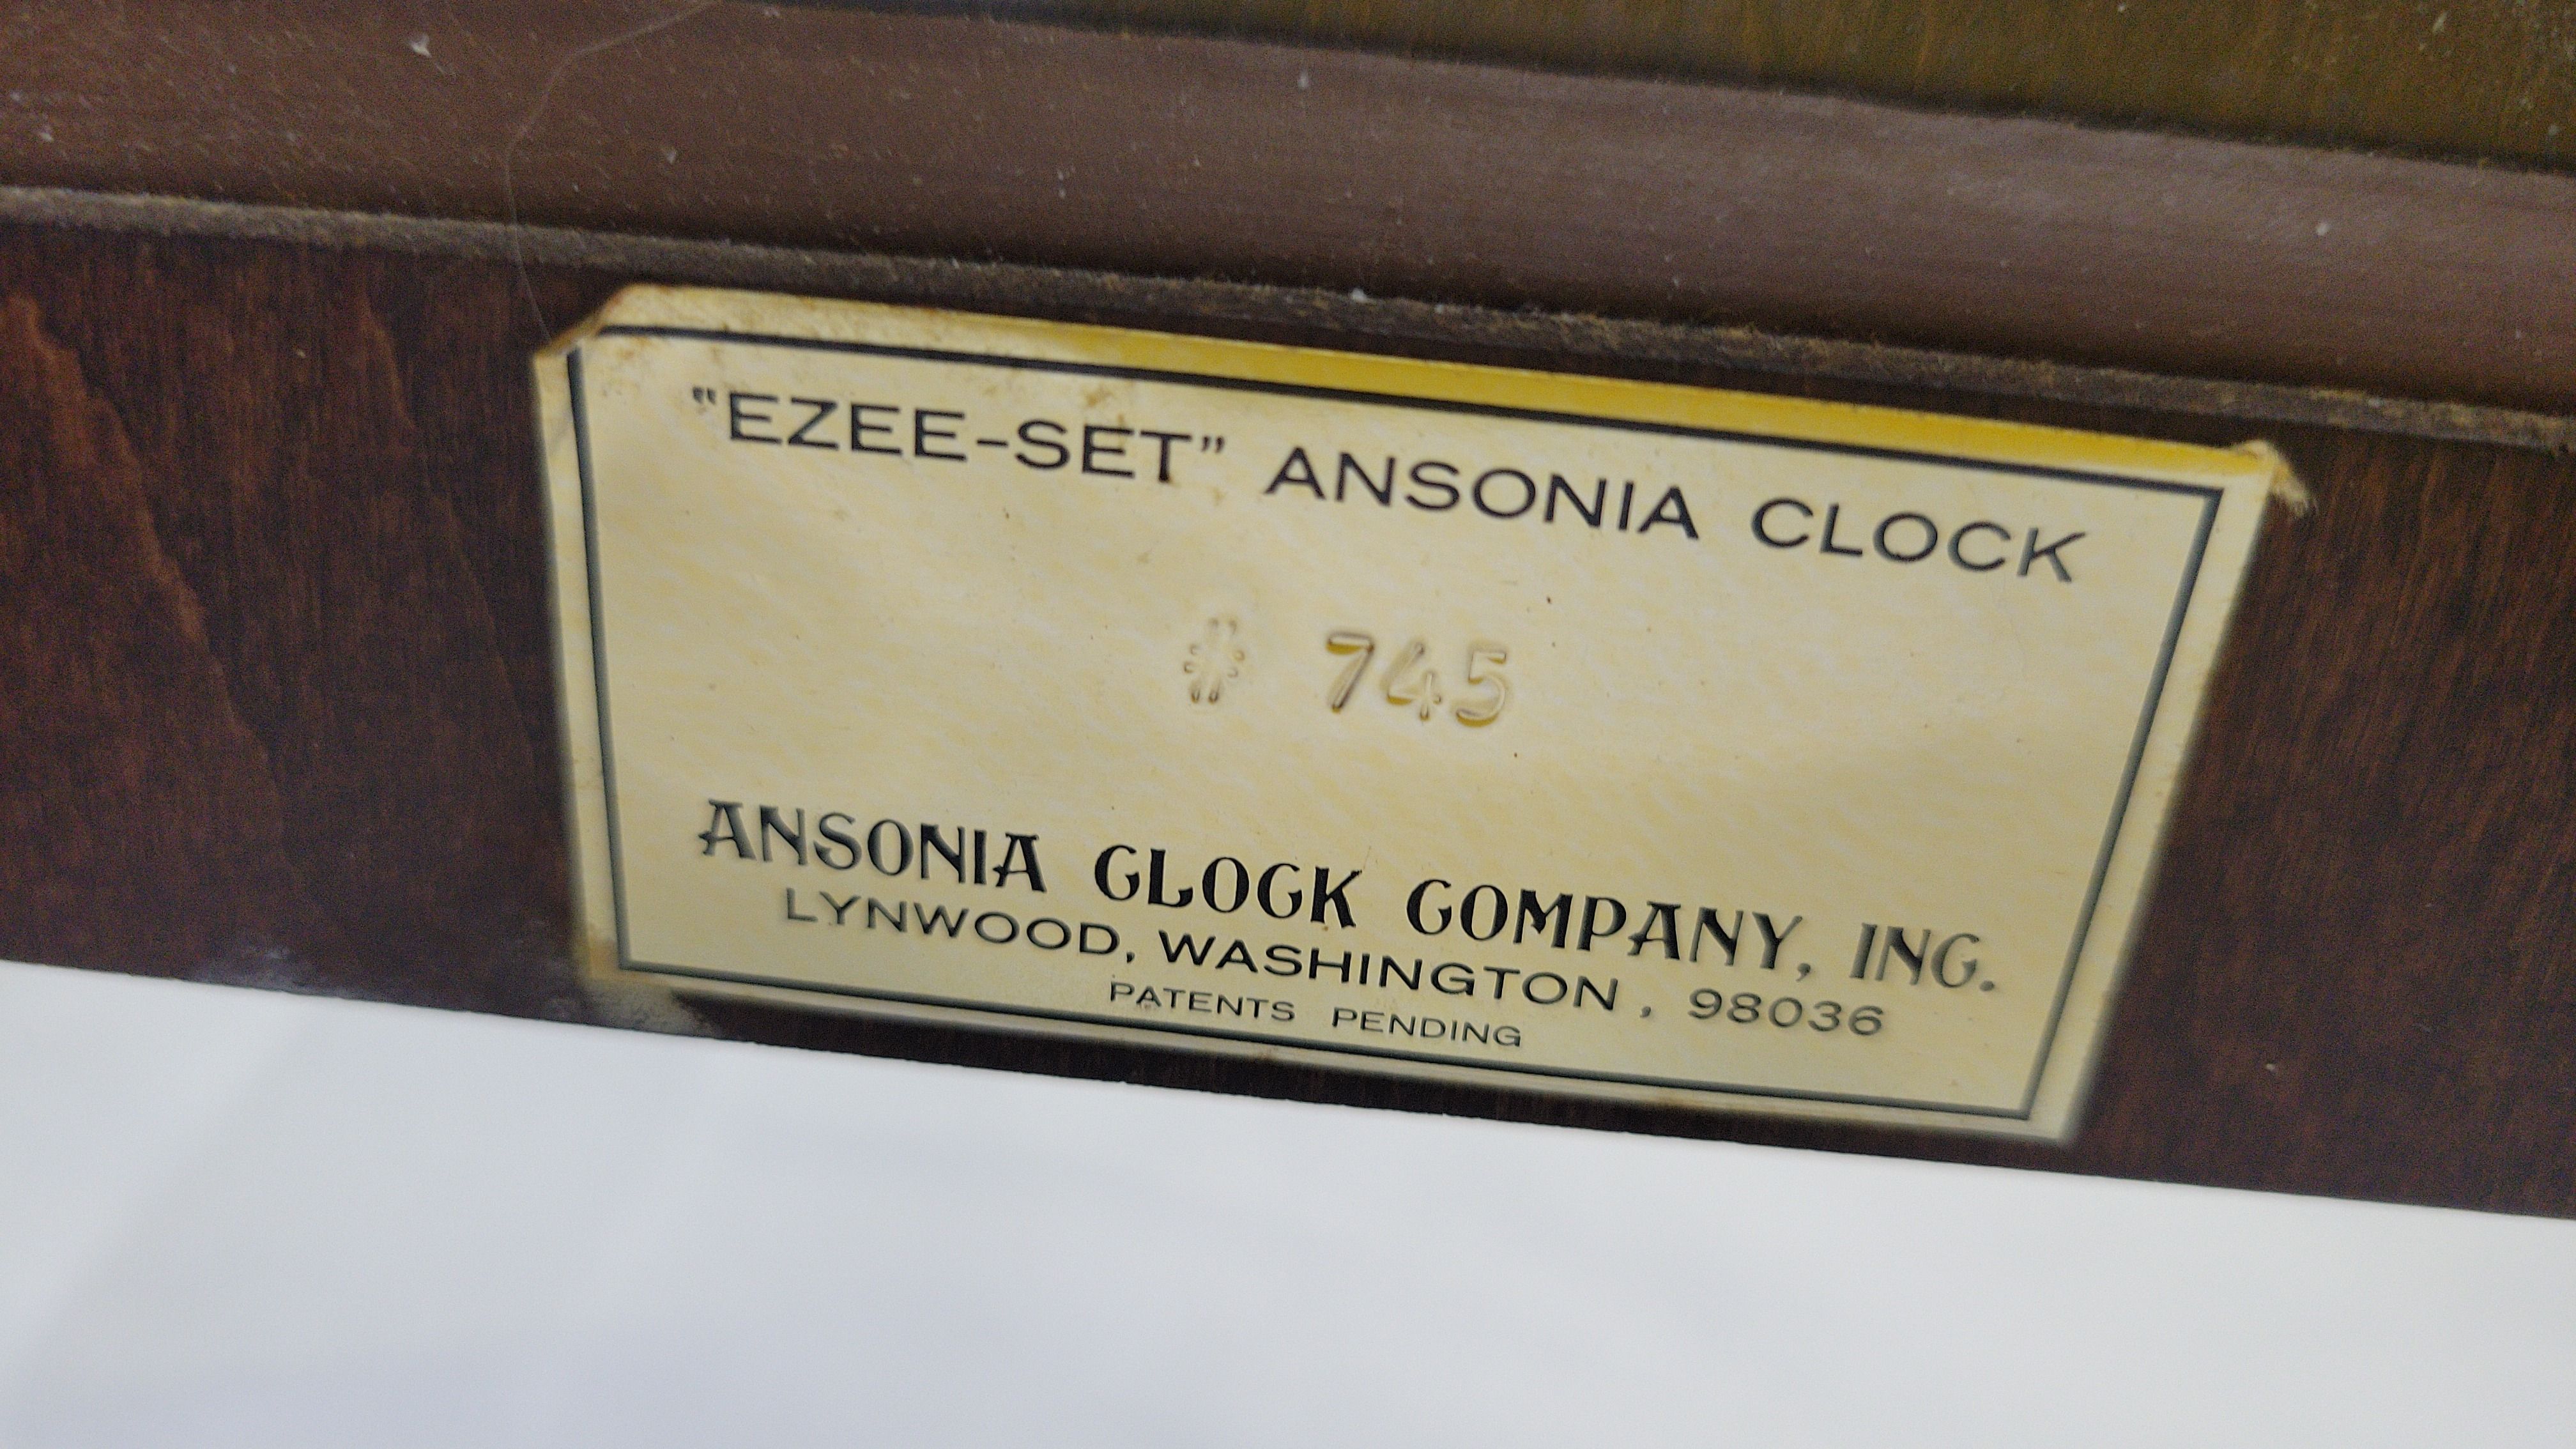 "EZEE-SET" ANSONIA CLOCK
# 745
ANSONIA CLOCK COMPANY, INC.
LYNWOOD, WASHINGTON, 98036
PATENTS PENDING